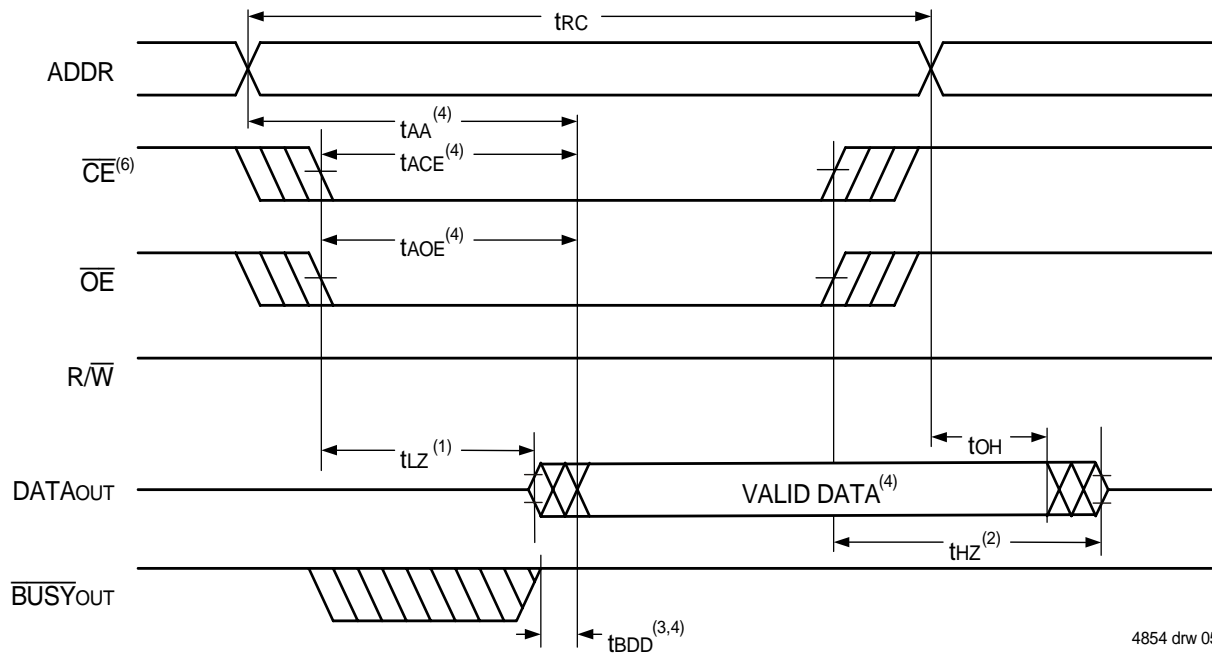 tRC
ADDR
tAA(4)
CE(6)
tACE(4)
tAOE(4)
OE
R/W
tLZ(1)
tOH
DATAOUT
VALID DATA(4)
tHZ(2)
BUSYOUT
tBDD(3,4)
4854 drw 05